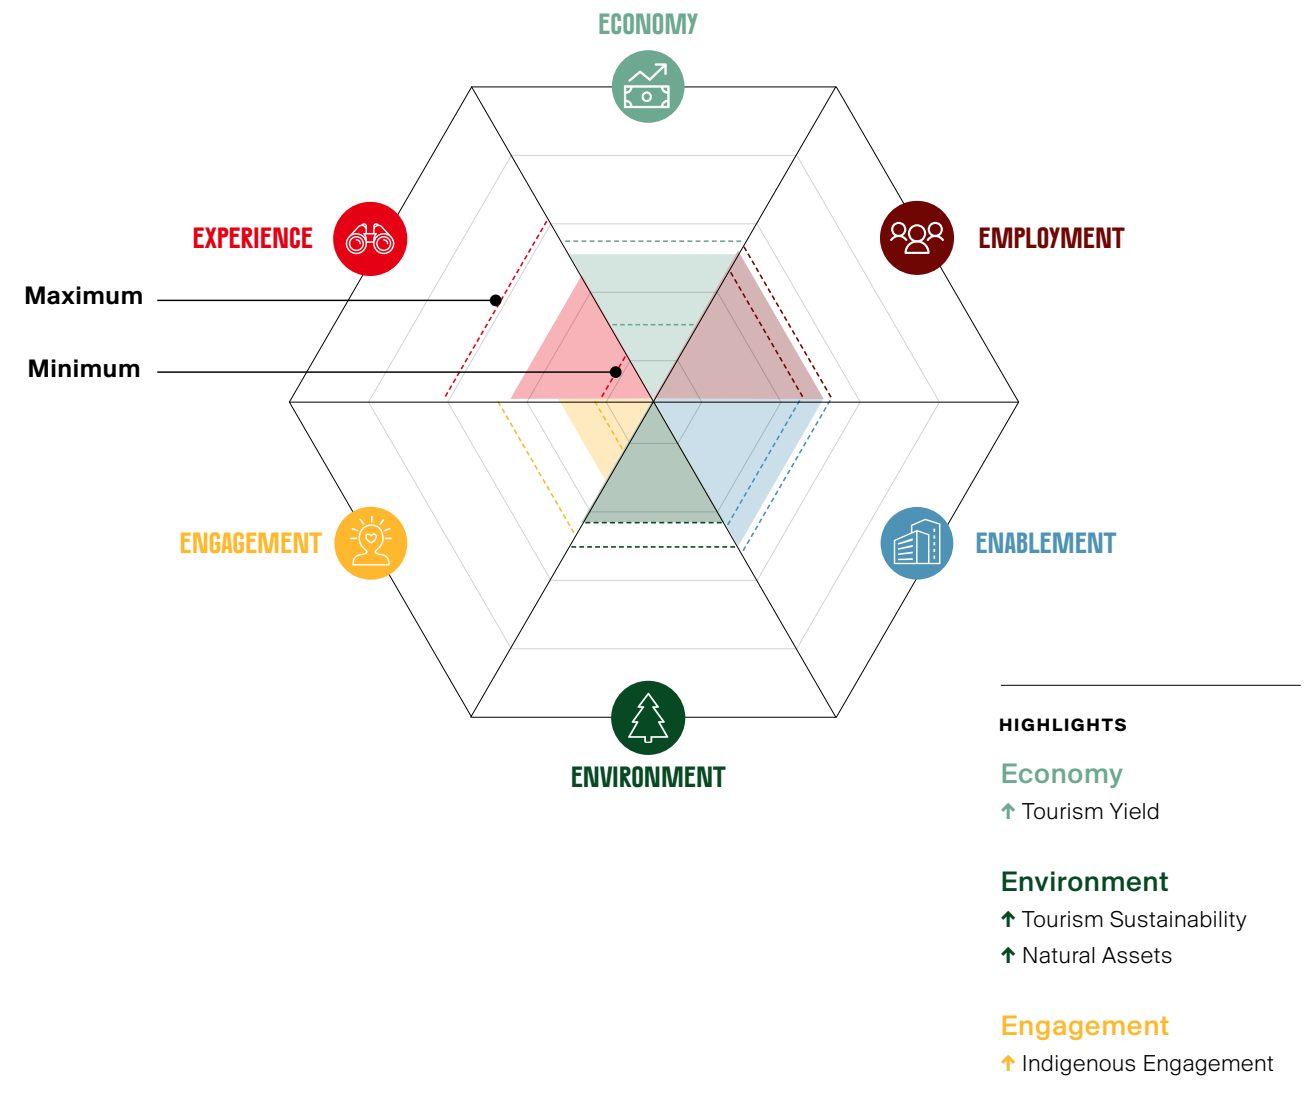 ECONOMY
EXPERIENCE
EMPLOYMENT
Maximum
Minimum
ENGAGEMENT
ENABLEMENT
ENVIRONMENT
HIGHLIGHTS
Economy
↑ Tourism Yield
Environment
↑ Tourism Sustainability
↑ Natural Assets
Engagement
↑ Indigenous Engagement